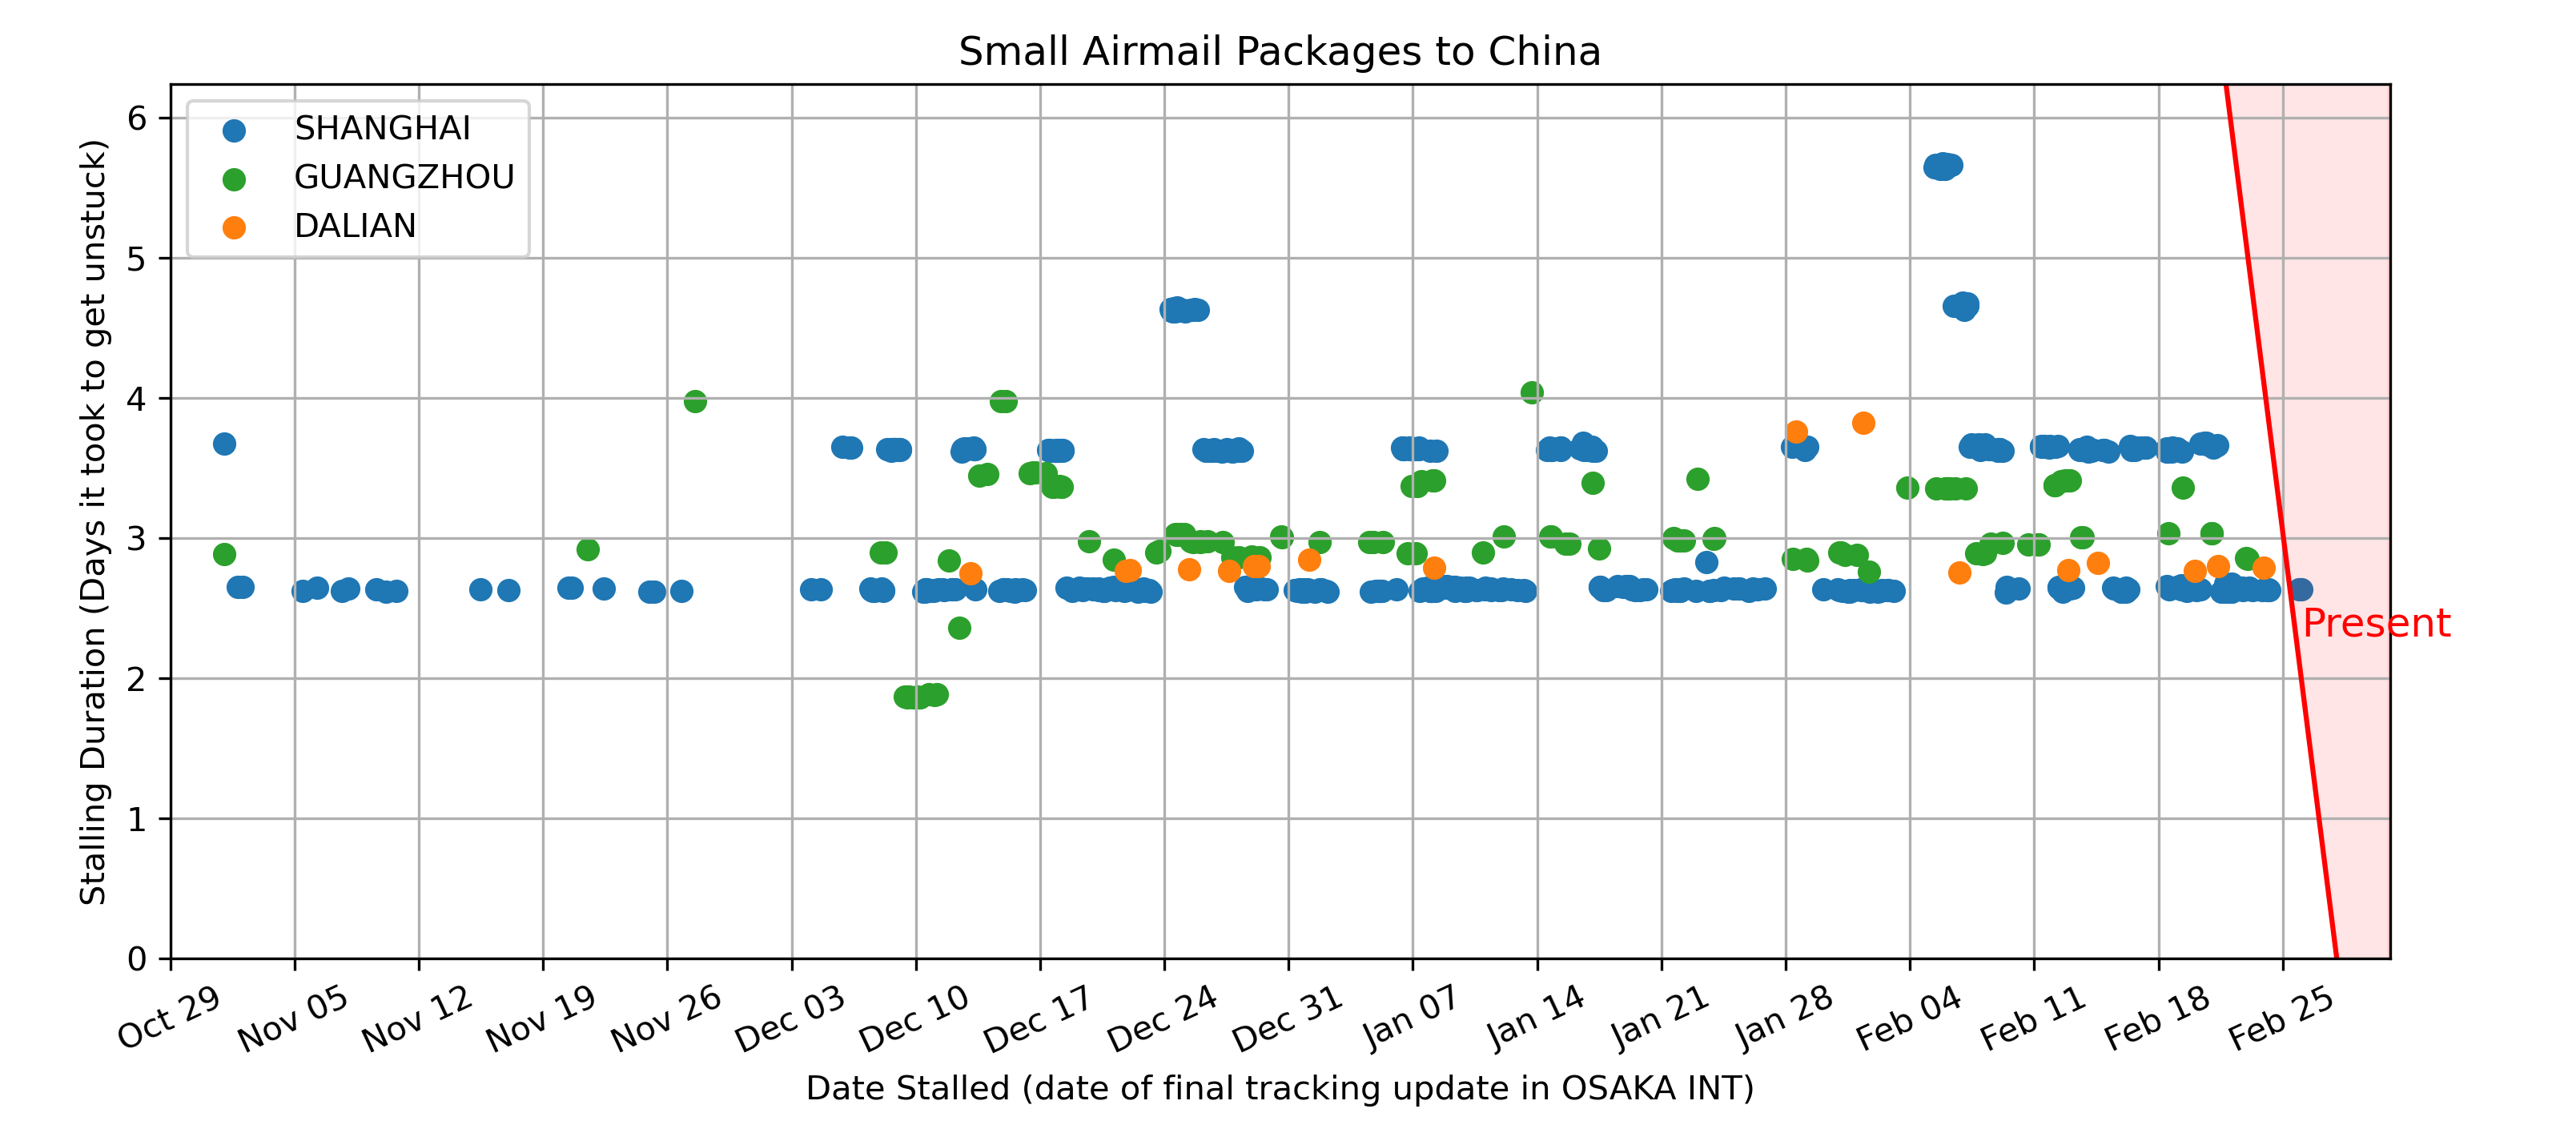 Small Airmail Packages to China
Stalling Duration (Days it took to get unstuck)
6
5
4
3
2
1
0
SHANGHAI
GUANGZHOU
DALIAN
Present
Oct 29
Nov 05
Nov 12
Nov 19
Nov 26
Dec 03
Dec 10
Dec 17
Dec 24
Dec 31
Jan 07
Jan 14
Jan 21
Jan 28
Feb 04
Feb 11
Feb 18
Feb 25
Date Stalled (date of final tracking update in OSAKA INT)